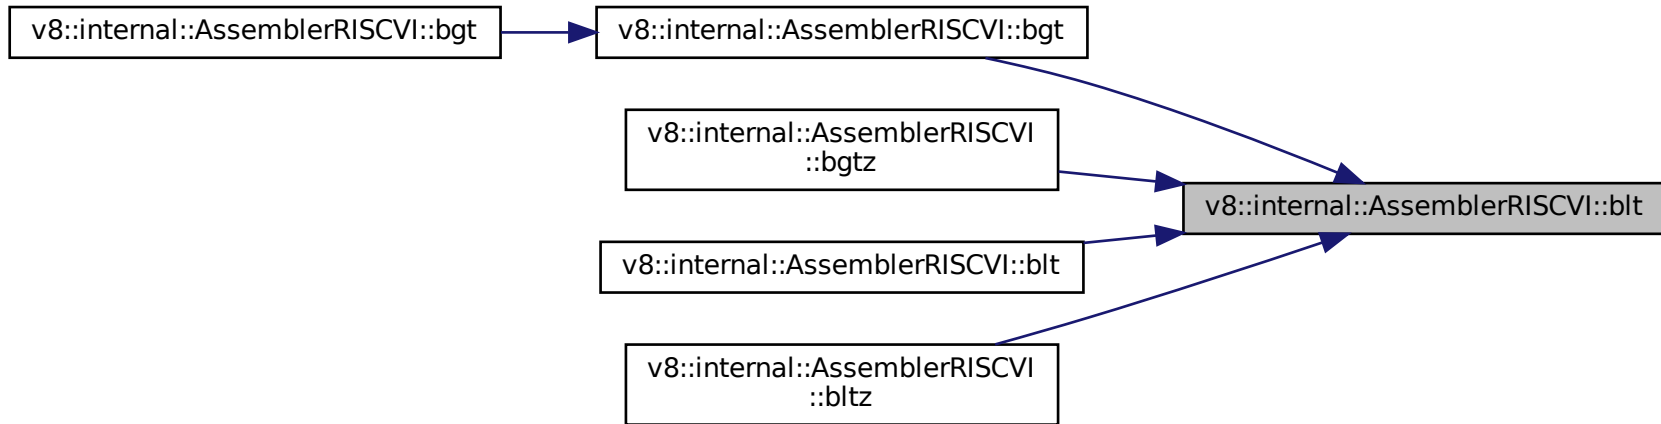 v8::internal::AssemblerRISCVI::bgt
v8::internal::AssemblerRISCVI::bgt
v8::internal::AssemblerRISCVI
::bgtz
v8::internal::AssemblerRISCVI::blt
v8::internal::AssemblerRISCVI::blt
v8::internal::AssemblerRISCVI
::bltz